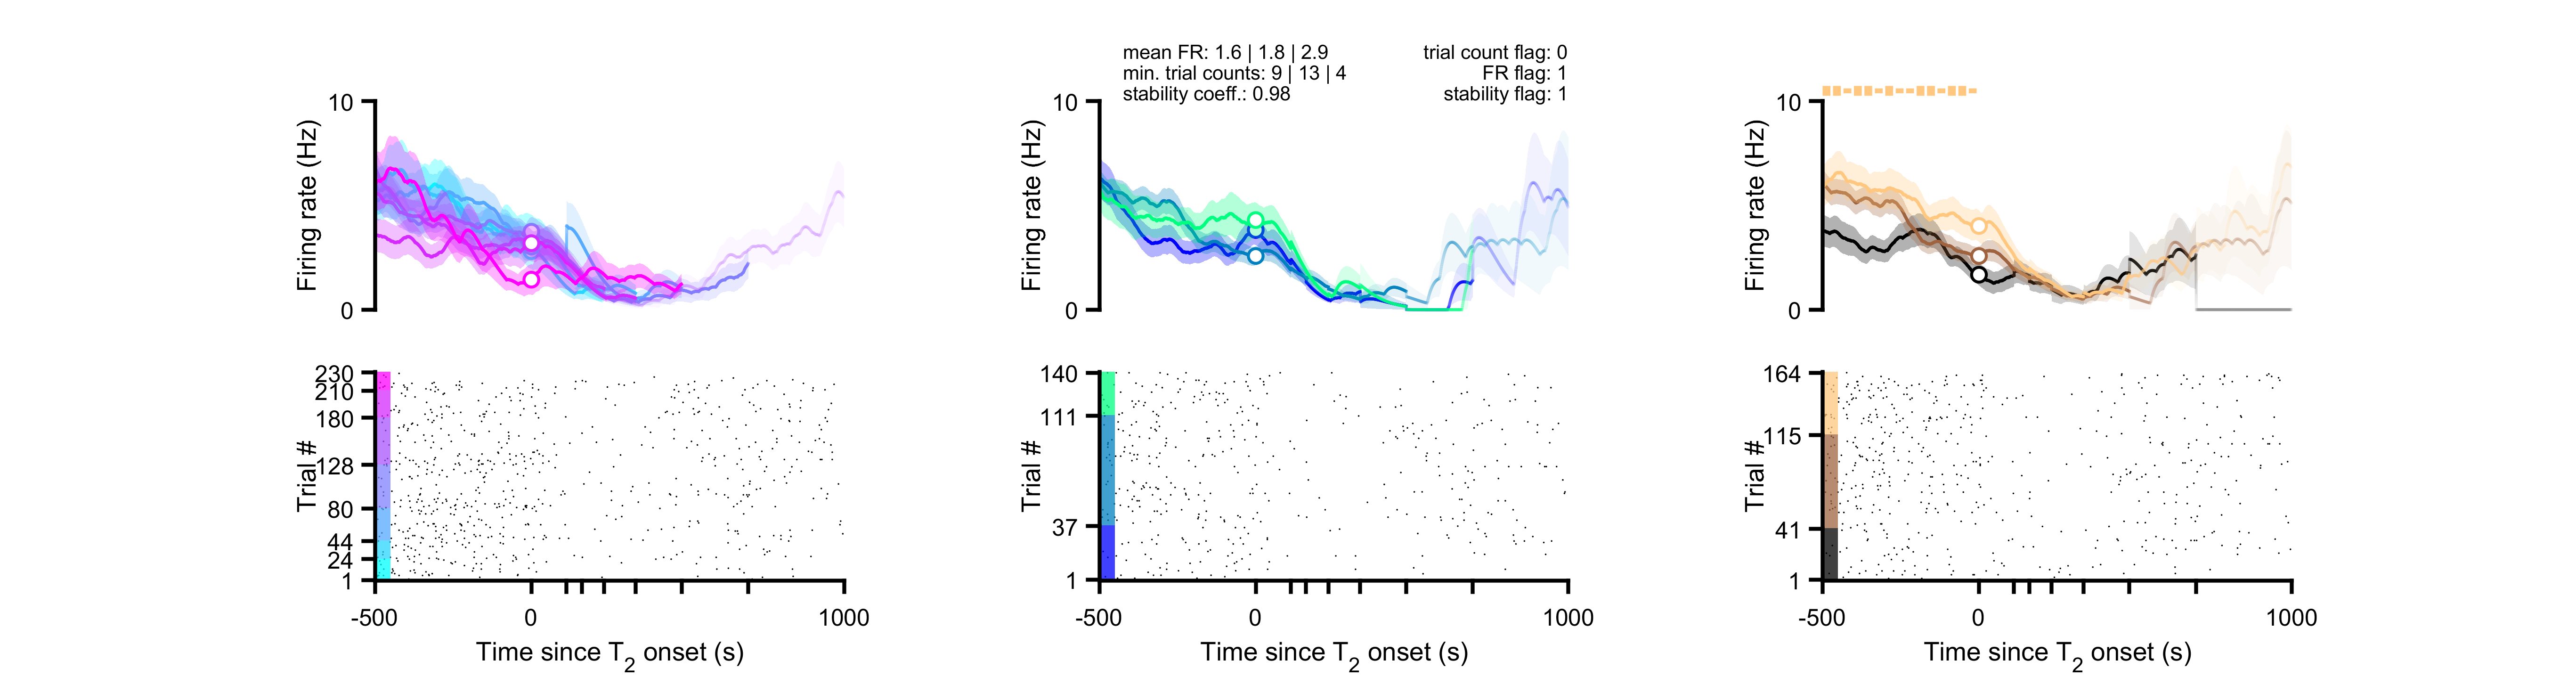 mean FR: 1.6 | 1.8 | 2.9
min. trial counts: 9 | 13 | 4
stability coeff.: 0.98
trial count flag: 0
FR flag: 1
stability flag: 1
10
Firing rate (Hz)
0
10
Firing rate (Hz)
0
10
Firing rate (Hz)
0
230
210
180
128
80
44
24
1
Trial #
-500
0
1000
Time since T2 onset (s)
140
111
37
1
Trial #
-500
0
1000
Time since T2 onset (s)
164
115
41
1
Trial #
-500
0
1000
Time since T2 onset (s)